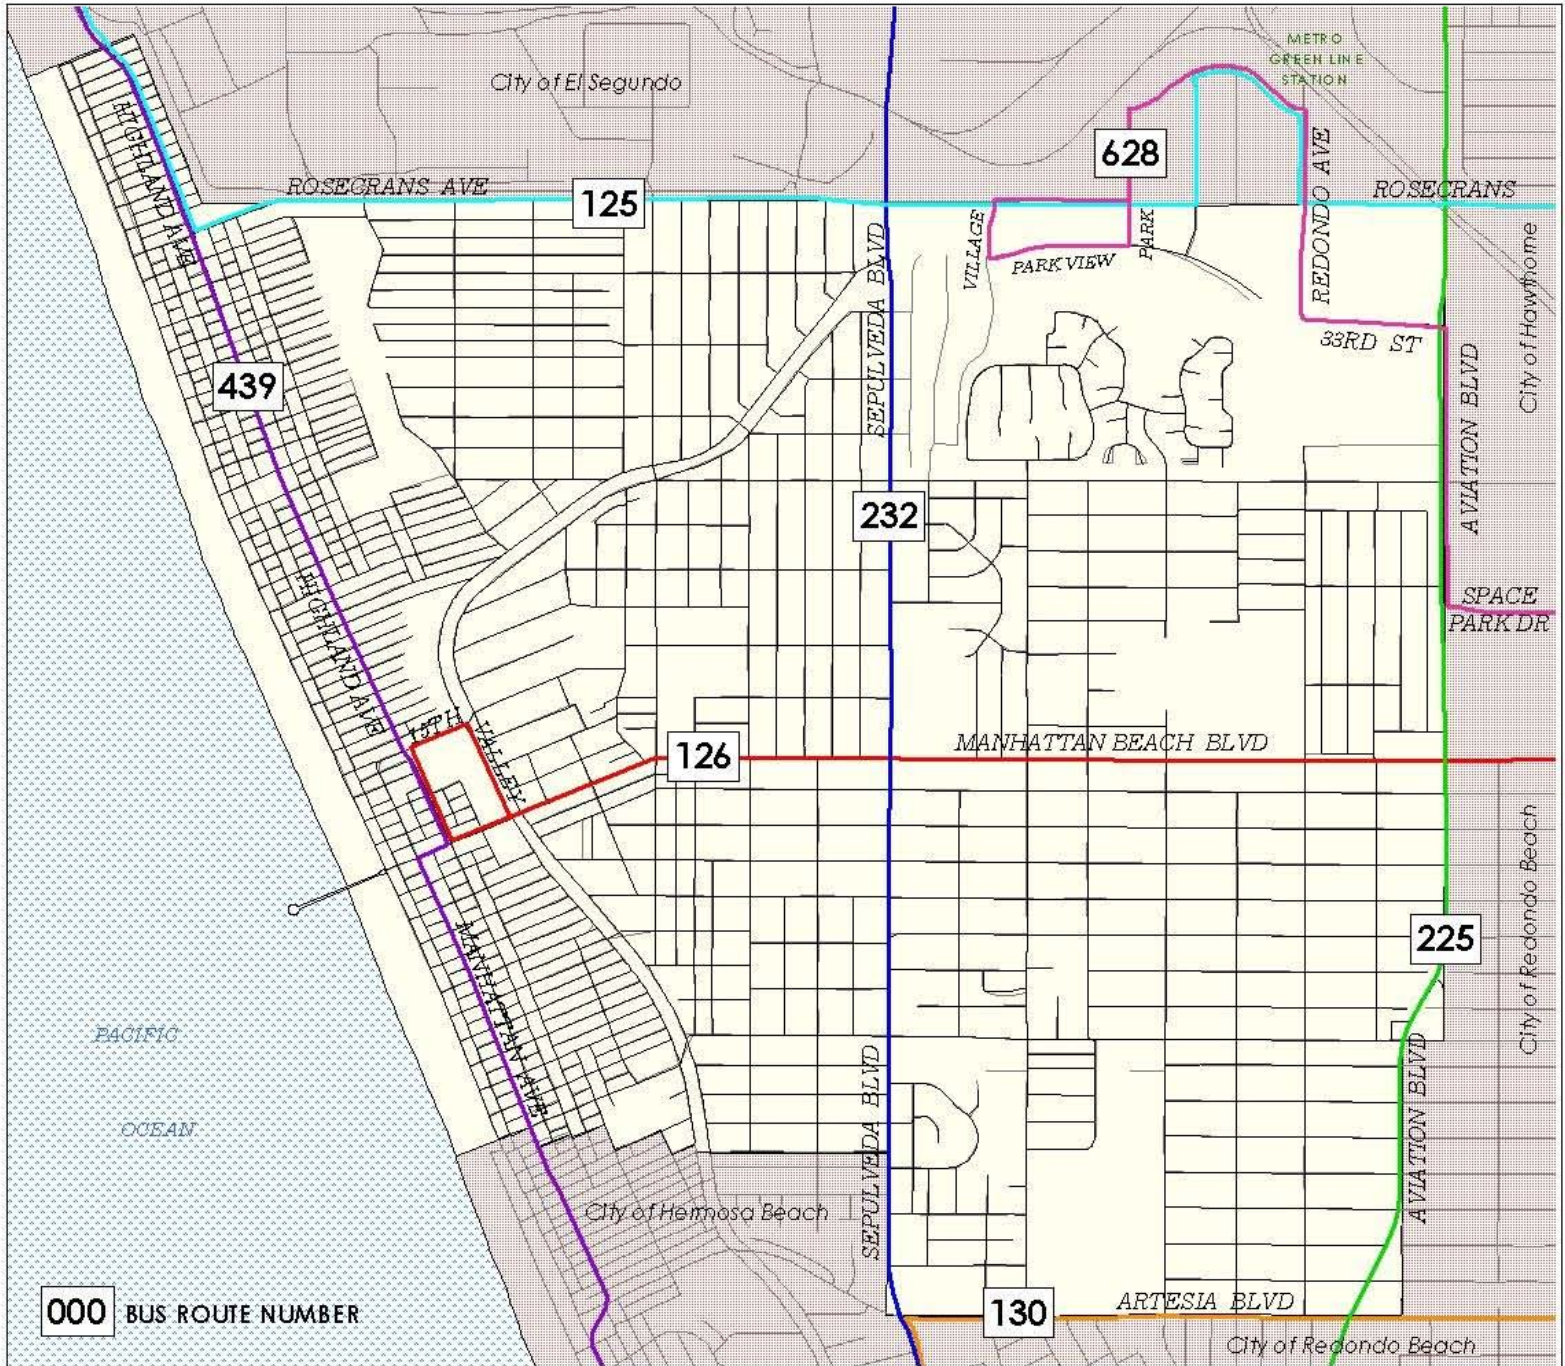 METRO
GREEN LINE
STATION
City of El Segundo
HIGHLAND AVE
628
ROSECRANS AVE
125
ROSECRANS
REDONDO AVE
VILLAGE
PARK
PARK VIEW
SEPULVEDA BLVD
City of Hawthorne
33RD ST
439
AVIATION BLVD
232
HIGHLAND AVE
SPACE
PARK DR
15TH
VALLEY
126
MANHATTAN BEACH BLVD
City of Redondo Beach
225
MANHATTAN AVE
PACIFIC
OCEAN
SEPULVEDA BLVD
AVIATION BLVD
City of Hermosa Beach
000 BUS ROUTE NUMBER
130
ARTESIA BLVD
City of Redondo Beach